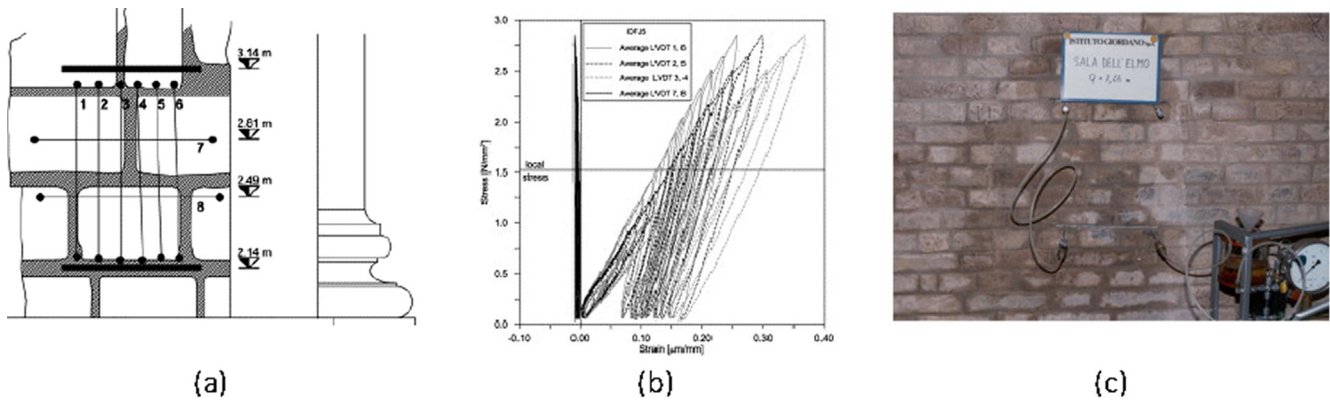 3.14 m
1 2 3 4 5 6
2.81 m
7
2.49 m
8
2.14 m
(a)
3.0
2.5
2.0
1.5
1.0
0.5
0.0
Stress [N/mm²]
Average LVDT 1, 6
Average LVDT 2, 5
Average LVDT 3,-4
Average LVDT 7, 8
local
stress
-0.10 0.00 0.10 0.20 0.30 0.40
Strain [μm/mm]
(b)
ISTITUTO GIORDANO
SALA DELL'ELMO
(c)